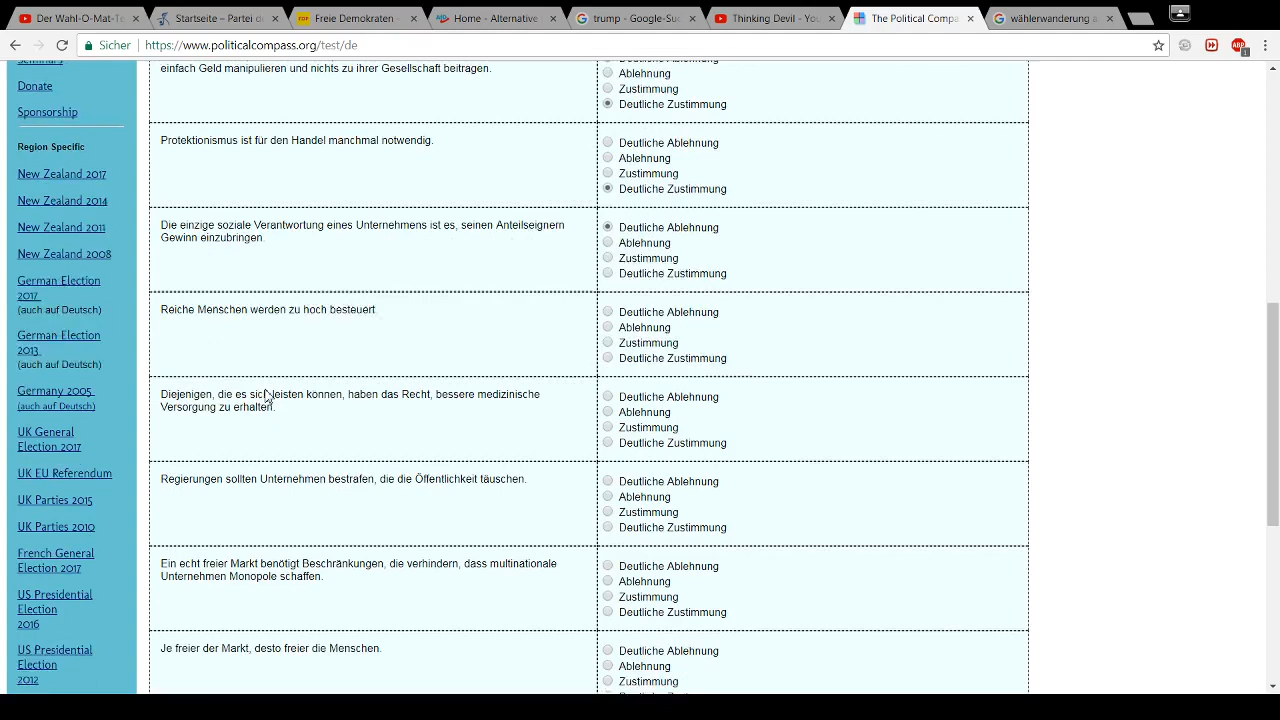 Der Wahl-O-Mat-Te
Startseite – Partei de
Freie Demokraten -
Home - Alternative
trump - Google-Suc
Thinking Devil - You
The Political Compa
wählerwanderung a
Sicher
https://www.politicalcompass.org/test/de
Seminars
Donate
Sponsorship
Region Specific
New Zealand 2017
New Zealand 2014
New Zealand 2011
New Zealand 2008
German Election
2017
(auch auf Deutsch)
German Election
2013
(auch auf Deutsch)
Germany 2005
(auch auf Deutsch)
UK General
Election 2017
UK EU Referendum
UK Parties 2015
UK Parties 2010
French General
Election 2017
US Presidential
Election
2016
US Presidential
Election
2012
einfach Geld manipulieren und nichts zu ihrer Gesellschaft beitragen.
Deutliche Ablehnung
Ablehnung
Zustimmung
Deutliche Zustimmung
Protektionismus ist für den Handel manchmal notwendig.
Deutliche Ablehnung
Ablehnung
Zustimmung
Deutliche Zustimmung
Die einzige soziale Verantwortung eines Unternehmens ist es, seinen Anteilseignern
Gewinn einzubringen.
Deutliche Ablehnung
Ablehnung
Zustimmung
Deutliche Zustimmung
Reiche Menschen werden zu hoch besteuert.
Deutliche Ablehnung
Ablehnung
Zustimmung
Deutliche Zustimmung
Diejenigen, die es sich leisten können, haben das Recht, bessere medizinische
Versorgung zu erhalten.
Deutliche Ablehnung
Ablehnung
Zustimmung
Deutliche Zustimmung
Regierungen sollten Unternehmen bestrafen, die die Öffentlichkeit täuschen.
Deutliche Ablehnung
Ablehnung
Zustimmung
Deutliche Zustimmung
Ein echt freier Markt benötigt Beschränkungen, die verhindern, dass multinationale
Unternehmen Monopole schaffen.
Deutliche Ablehnung
Ablehnung
Zustimmung
Deutliche Zustimmung
Je freier der Markt, desto freier die Menschen.
Deutliche Ablehnung
Ablehnung
Zustimmung